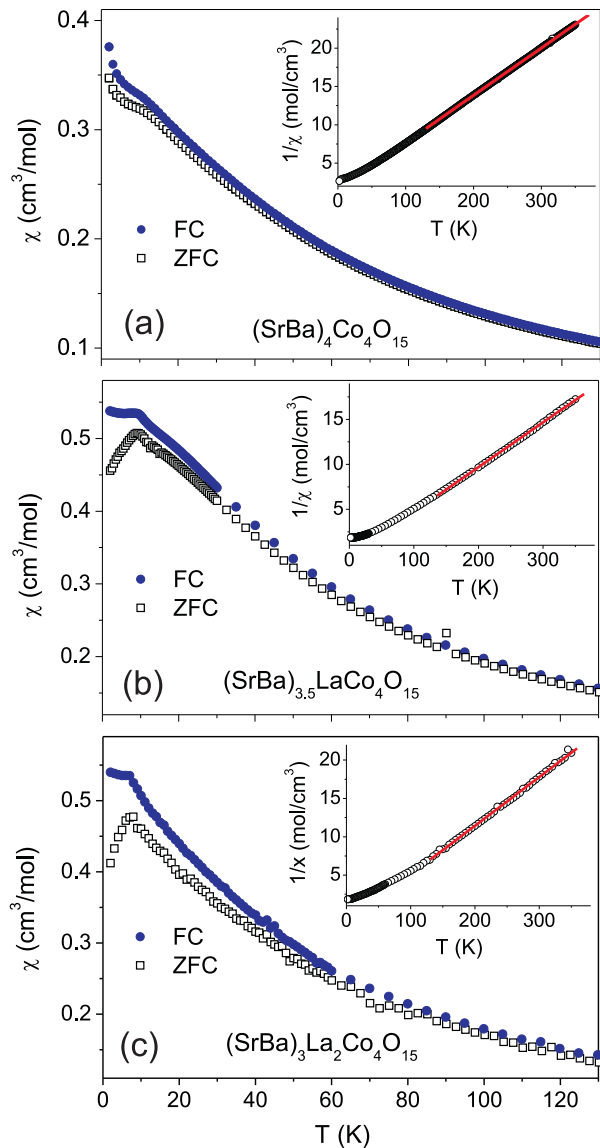 0.4
0.3
0.2
0.1
χ (cm³/mol)
FC
ZFC
(a)
(SrBa)₄Co₄O₁₅
20
15
10
5
1/χ (mol/cm³)
0 100 200 300
T (K)
0.5
0.4
0.3
0.2
χ (cm³/mol)
FC
ZFC
(b)
(SrBa)₃.₅LaCo₄O₁₅
15
10
5
1/χ (mol/cm³)
0 100 200 300
T (K)
0.5
0.4
0.3
0.2
χ (cm³/mol)
FC
ZFC
(c)
(SrBa)₃La₂Co₄O₁₅
20
15
10
5
1/x (mol/cm³)
0 100 200 300
T (K)
0 20 40 60 80 100 120
T (K)